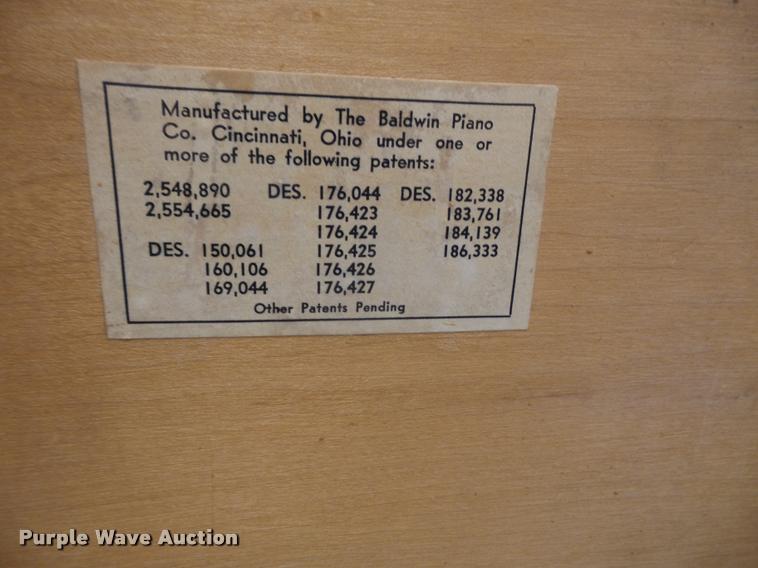 Manufactured by The Baldwin Piano
Co. Cincinnati, Ohio under one or
more of the following patents:
2,548,890 DES. 176,044 DES. 182,338
2,554,665 176,423 183,761
176,424 184,139
DES. 150,061 176,425 186,333
160,106 176,426
169,044 176,427
Other Patents Pending
Purple Wave Auction